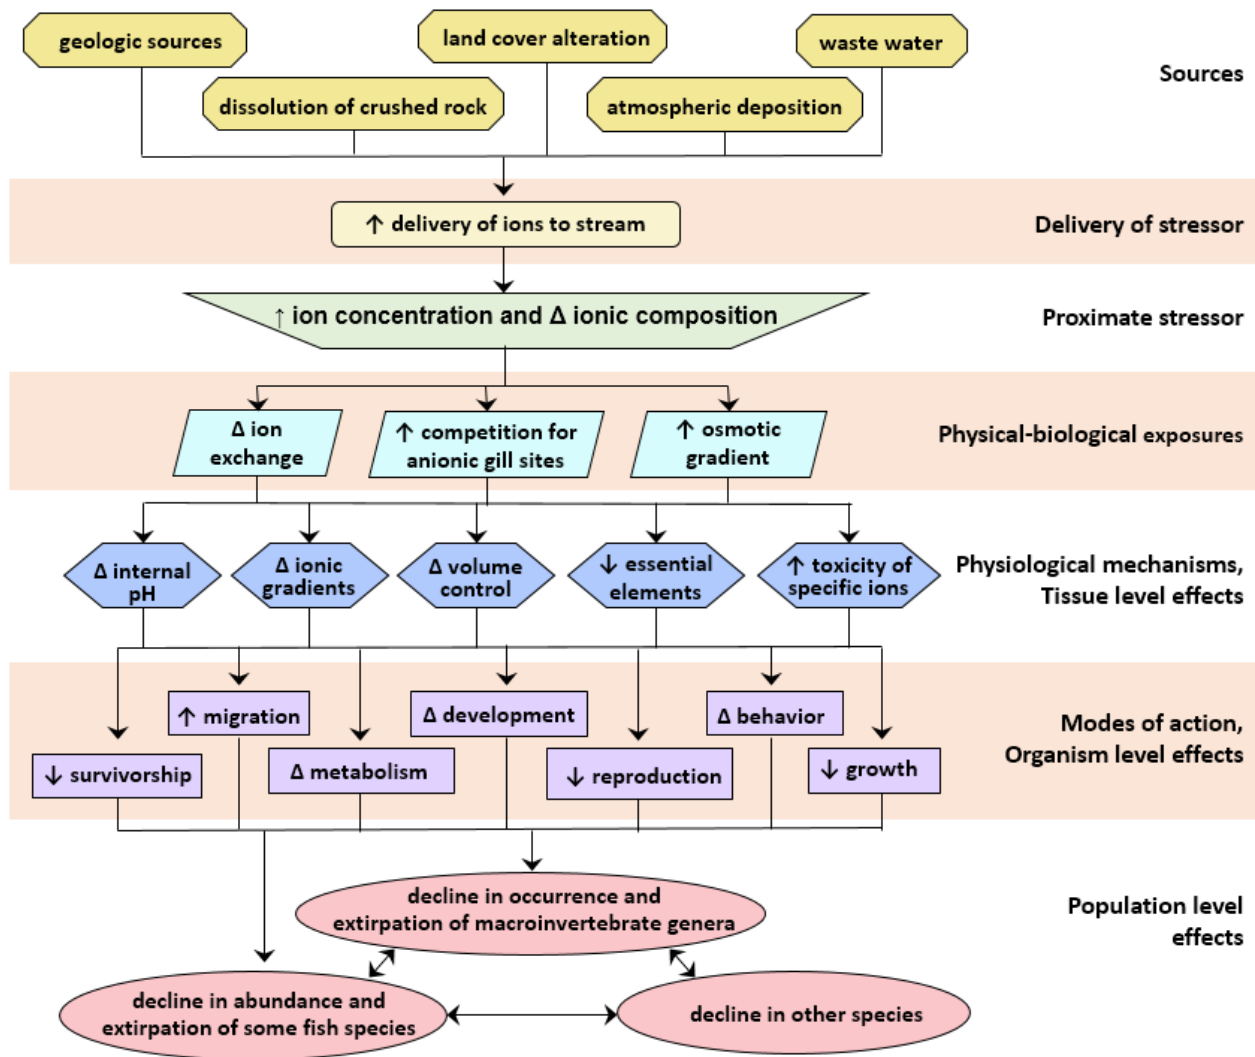 geologic sources
land cover alteration
waste water
dissolution of crushed rock
atmospheric deposition
Sources
↑ delivery of ions to stream
Delivery of stressor
↑ ion concentration and Δ ionic composition
Proximate stressor
Δ ion
exchange
↑ competition for
anionic gill sites
↑ osmotic
gradient
Physical-biological exposures
Δ internal
pH
Δ ionic
gradients
Δ volume
control
↓ essential
elements
↑ toxicity of
specific ions
Physiological mechanisms,
Tissue level effects
↑ migration
Δ development
Δ behavior
↓ survivorship
Δ metabolism
↓ reproduction
↓ growth
Modes of action,
Organism level effects
decline in occurrence and
extirpation of macroinvertebrate genera
Population level
effects
decline in abundance and
extirpation of some fish species
decline in other species